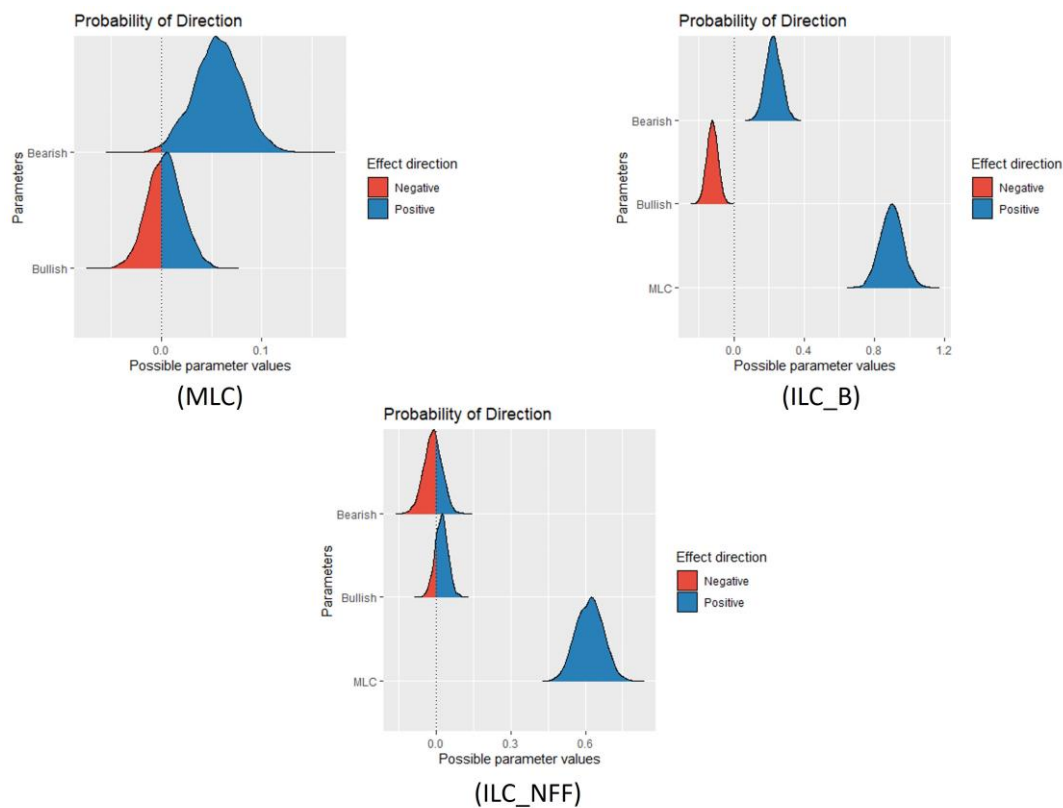 Probability of Direction
Parameters
Bearish
Bullish
0.0 0.1
Possible parameter values
Effect direction
Negative
Positive
(MLC)
Probability of Direction
Parameters
Bearish
Bullish
MLC
0.0 0.4 0.8 1.2
Possible parameter values
Effect direction
Negative
Positive
(ILC_B)
Probability of Direction
Parameters
Bearish
Bullish
MLC
0.0 0.3 0.6
Possible parameter values
Effect direction
Negative
Positive
(ILC_NFF)